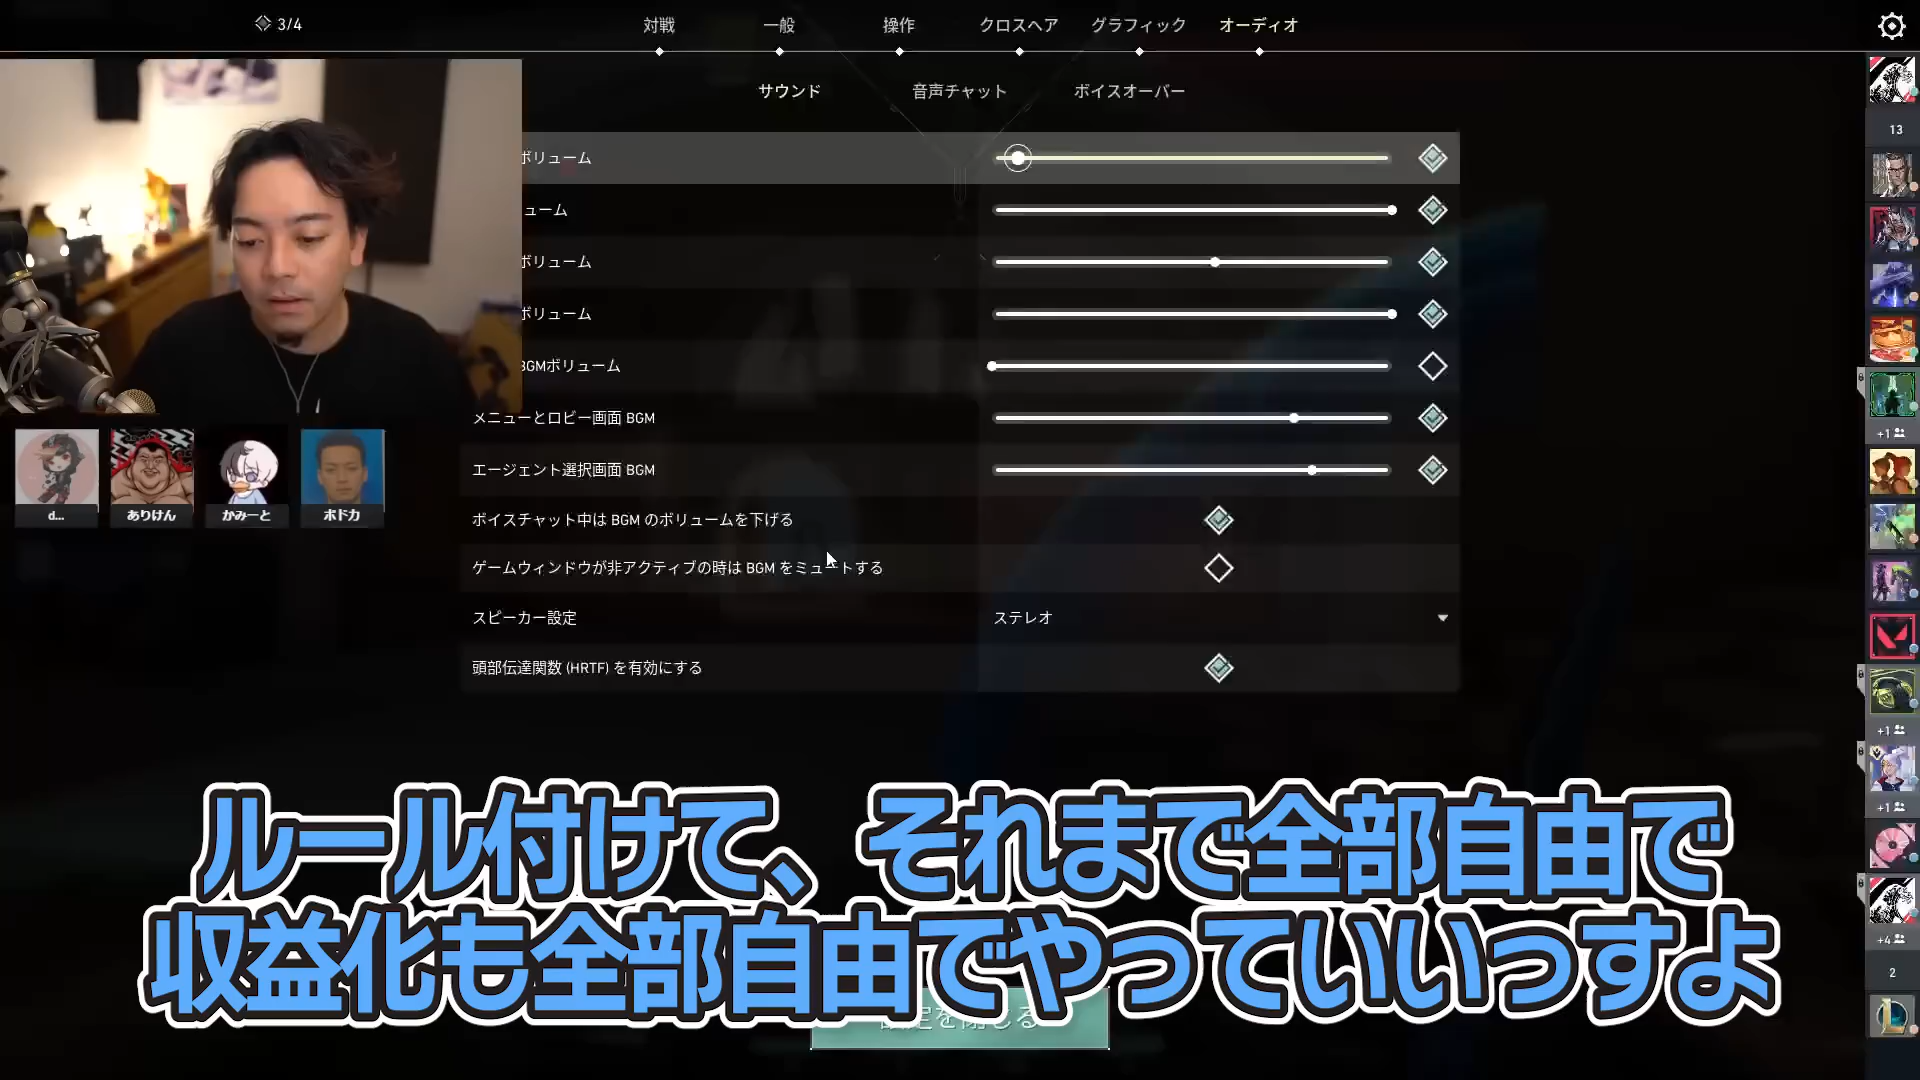 3/4
対戦
一般
操作
クロスヘア
グラフィック
オーディオ
サウンド
音声チャット
ボイスオーバー
ボリューム
ューム
ボリューム
ボリューム
BGMボリューム
メニューとロビー画面 BGM
エージェント選択画面 BGM
ボイスチャット中は BGM のボリュームを下げる
ゲームウィンドウが非アクティブの時は BGM をミュートする
スピーカー設定
ステレオ
頭部伝達関数 (HRTF) を有効にする
d...
ありけん
かみーと
ボドカ
13
+1
+1
+1
+4
2
ルール付けて、それまで全部自由で
収益化も全部自由でやっていいっすよ